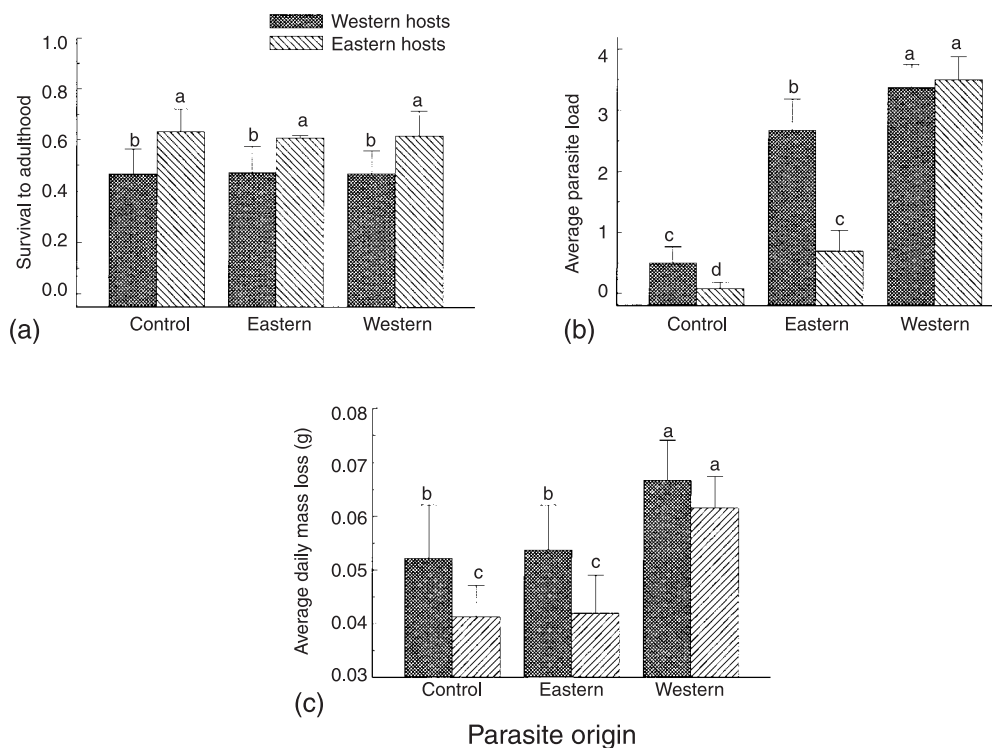 Western hosts
Eastern hosts
Survival to adulthood
1.0
0.8
0.6
0.4
0.2
0.0
b
a
b
a
b
a
Control
Eastern
Western
(a)
Average parasite load
4
3
2
1
0
c
d
b
c
a
a
Control
Eastern
Western
(b)
Average daily mass loss (g)
0.08
0.07
0.06
0.05
0.04
0.03
b
c
b
c
a
a
Control
Eastern
Western
(c)
Parasite origin